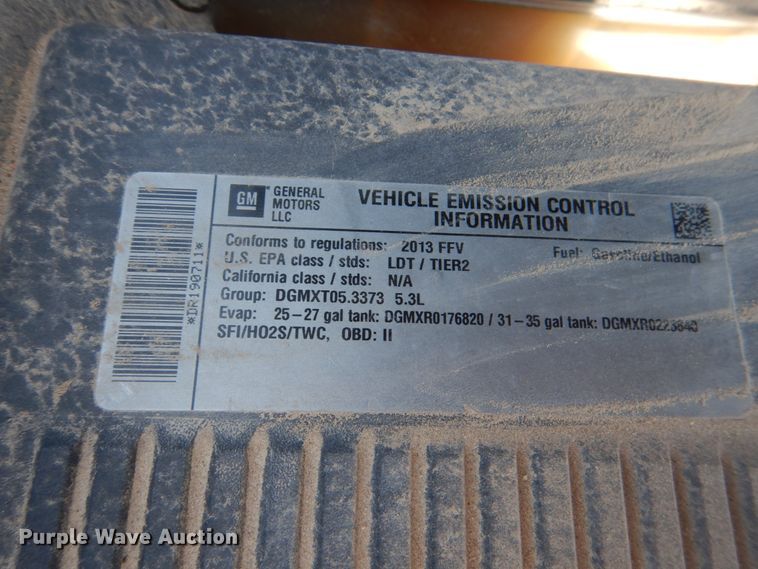 GM GENERAL MOTORS LLC
VEHICLE EMISSION CONTROL
INFORMATION
Conforms to regulations: 2013 FFV Fuel: Gasoline/Ethanol
U.S. EPA class / stds: LDT / TIER2
California class / stds: N/A
Group: DGMXT05.3373 5.3L
Evap: 25-27 gal tank: DGMXR0176820 / 31-35 gal tank: DGMXR0223840
SFI/HO2S/TWC, OBD: II
*DR190711*
Purple Wave Auction